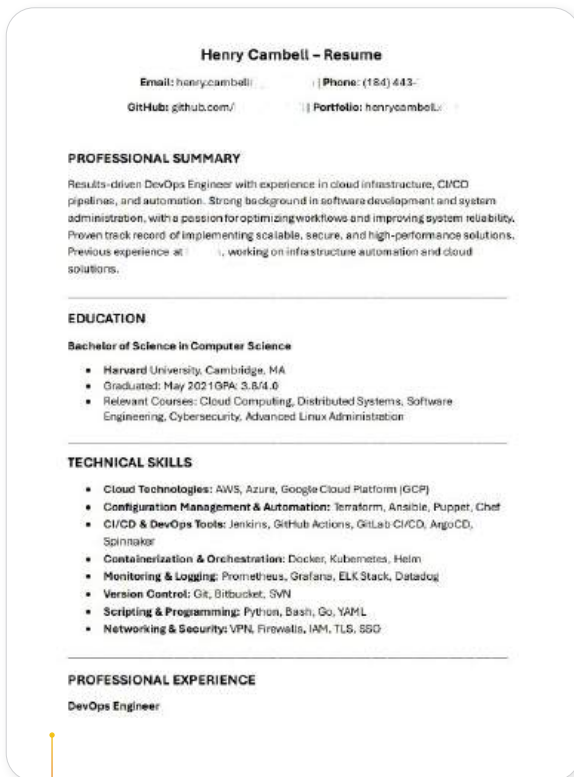 Henry Cambell – Resume
Email: henry.cambell | Phone: (184) 443-
GitHub: github.com/ | Portfolio: henrycambell.
PROFESSIONAL SUMMARY
Results-driven DevOps Engineer with experience in cloud infrastructure, CI/CD
pipelines, and automation. Strong background in software development and system
administration, with a passion for optimizing workflows and improving system reliability.
Proven track record of implementing scalable, secure, and high-performance solutions.
Previous experience at , working on infrastructure automation and cloud
solutions.
EDUCATION
Bachelor of Science in Computer Science
• Harvard University, Cambridge, MA
• Graduated: May 2021GPA: 3.8/4.0
• Relevant Courses: Cloud Computing, Distributed Systems, Software
Engineering, Cybersecurity, Advanced Linux Administration
TECHNICAL SKILLS
• Cloud Technologies: AWS, Azure, Google Cloud Platform (GCP)
• Configuration Management & Automation: Terraform, Ansible, Puppet, Chef
• CI/CD & DevOps Tools: Jenkins, GitHub Actions, GitLab CI/CD, ArgoCD,
Spinnaker
• Containerization & Orchestration: Docker, Kubernetes, Helm
• Monitoring & Logging: Prometheus, Grafana, ELK Stack, Datadog
• Version Control: Git, Bitbucket, SVN
• Scripting & Programming: Python, Bash, Go, YAML
• Networking & Security: VPN, Firewalls, IAM, TLS, SSO
PROFESSIONAL EXPERIENCE
DevOps Engineer